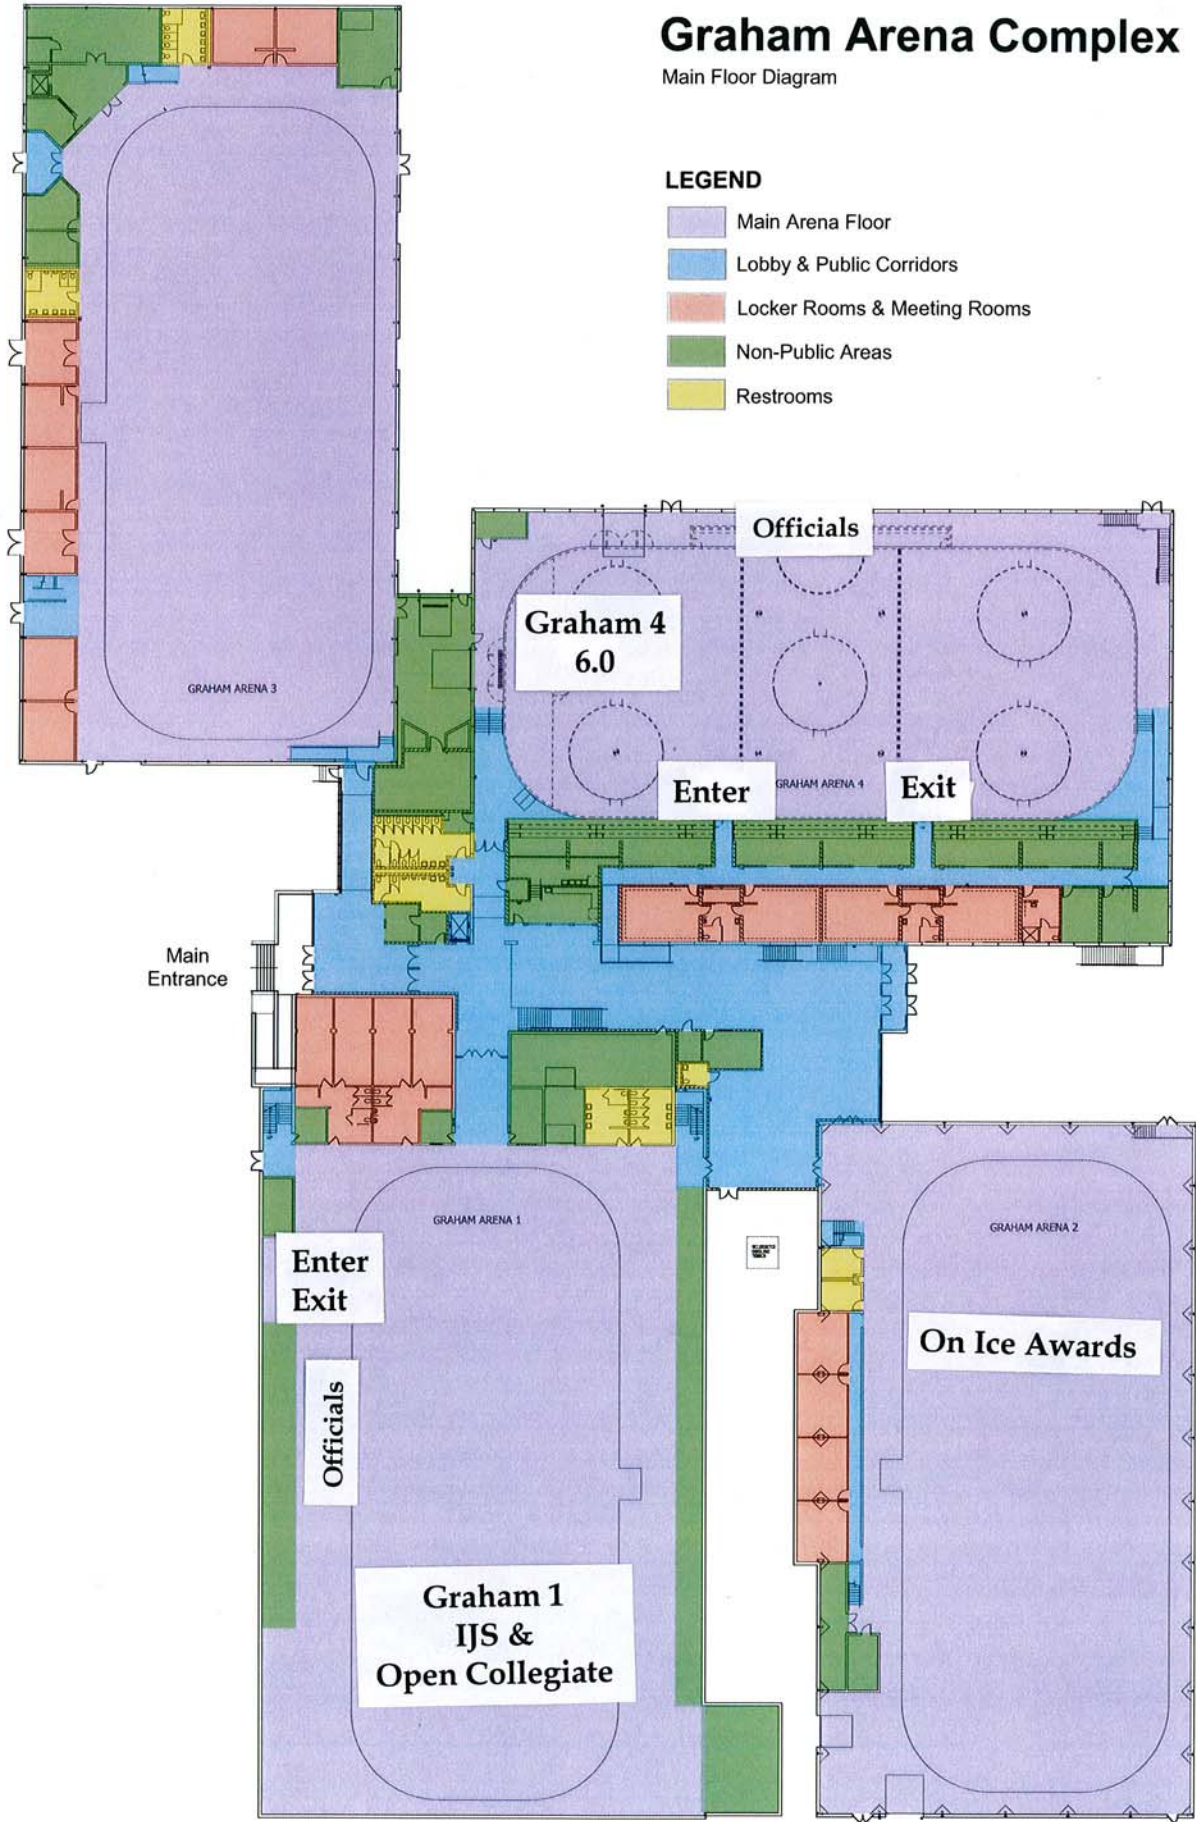 Graham Arena Complex
Main Floor Diagram
LEGEND
Main Arena Floor
Lobby & Public Corridors
Locker Rooms & Meeting Rooms
Non-Public Areas
Restrooms
Officials
Graham 4
6.0
GRAHAM ARENA 3
Enter
GRAHAM ARENA 4
Exit
Main
Entrance
GRAHAM ARENA 1
GRAHAM ARENA 2
Enter
Exit
On Ice Awards
Officials
Graham 1
IJS &
Open Collegiate